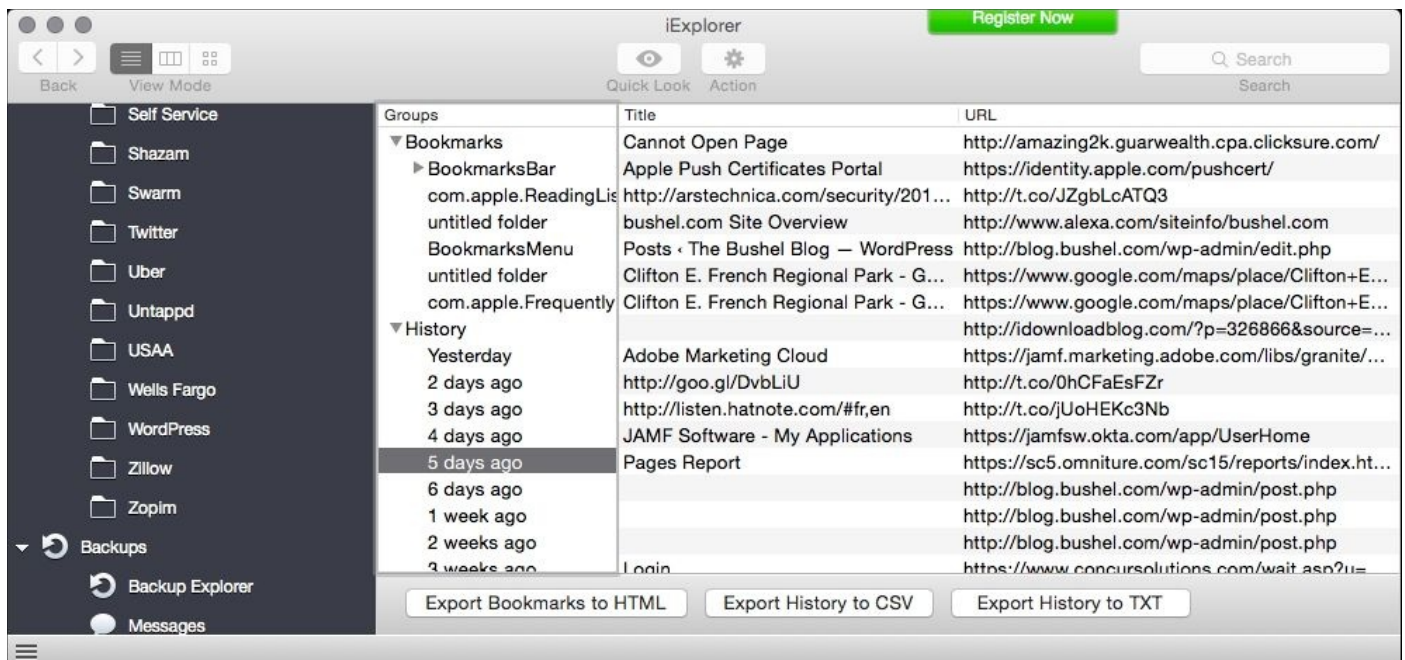 iExplorer
Register Now
Search
Back View Mode Quick Look Action Search
Self Service
Shazam
Swarm
Twitter
Uber
Untappd
USAA
Wells Fargo
WordPress
Zillow
Zopim
Backups
Backup Explorer
Messages
Groups
Bookmarks
BookmarksBar
com.apple.ReadingLis
untitled folder
BookmarksMenu
untitled folder
com.apple.Frequently
History
Yesterday
2 days ago
3 days ago
4 days ago
5 days ago
6 days ago
1 week ago
2 weeks ago
3 weeks ago
Title URL
Cannot Open Page http://amazing2k.guarwealth.cpa.clicksure.com/
Apple Push Certificates Portal https://identity.apple.com/pushcert/
http://arstechnica.com/security/201... http://t.co/JZgbLcATQ3
bushel.com Site Overview http://www.alexa.com/siteinfo/bushel.com
Posts ‹ The Bushel Blog — WordPress http://blog.bushel.com/wp-admin/edit.php
Clifton E. French Regional Park - G... https://www.google.com/maps/place/Clifton+E...
Clifton E. French Regional Park - G... https://www.google.com/maps/place/Clifton+E...
http://idownloadblog.com/?p=326866&source=...
Adobe Marketing Cloud https://jamf.marketing.adobe.com/libs/granite/...
http://goo.gl/DvbLiU http://t.co/0hCFaEsFZr
http://listen.hatnote.com/#fr,en http://t.co/jUoHEKc3Nb
JAMF Software - My Applications https://jamfsw.okta.com/app/UserHome
Pages Report https://sc5.omniture.com/sc15/reports/index.ht...
http://blog.bushel.com/wp-admin/post.php
http://blog.bushel.com/wp-admin/post.php
http://blog.bushel.com/wp-admin/post.php
Login https://www.concursolutions.com/wait.asp?u=
Export Bookmarks to HTML Export History to CSV Export History to TXT